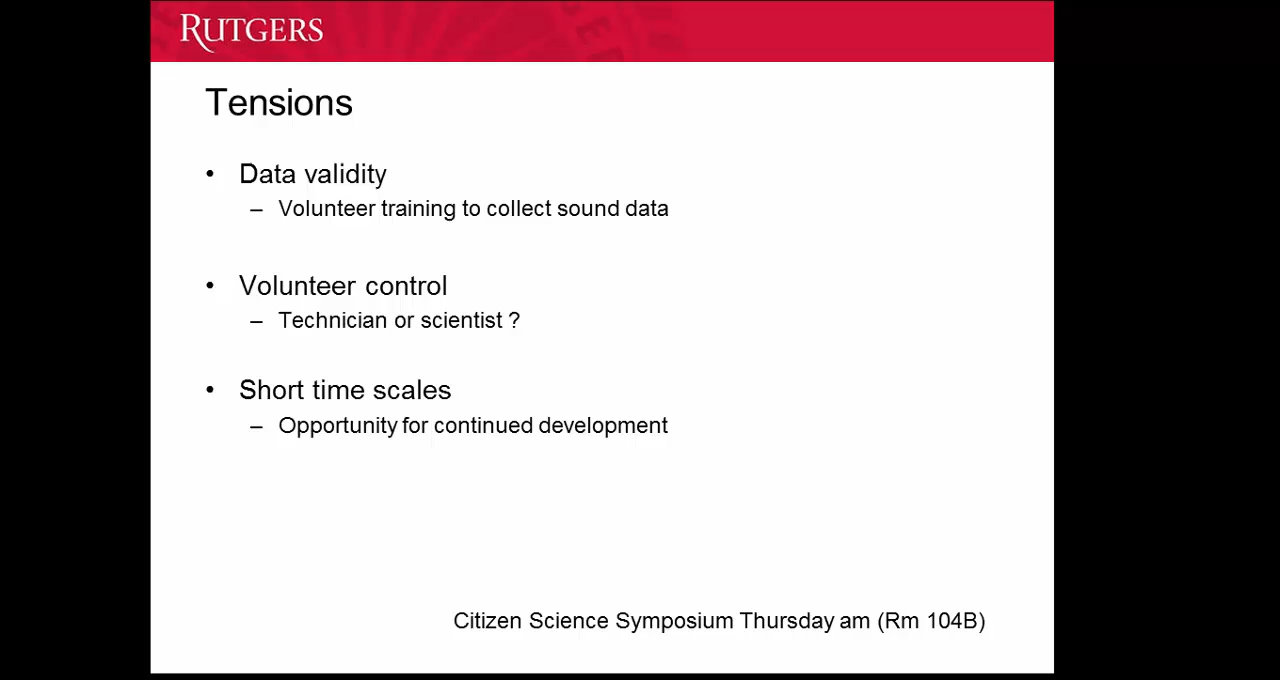 RUTGERS
Tensions
• Data validity
– Volunteer training to collect sound data
• Volunteer control
– Technician or scientist ?
• Short time scales
– Opportunity for continued development
Citizen Science Symposium Thursday am (Rm 104B)